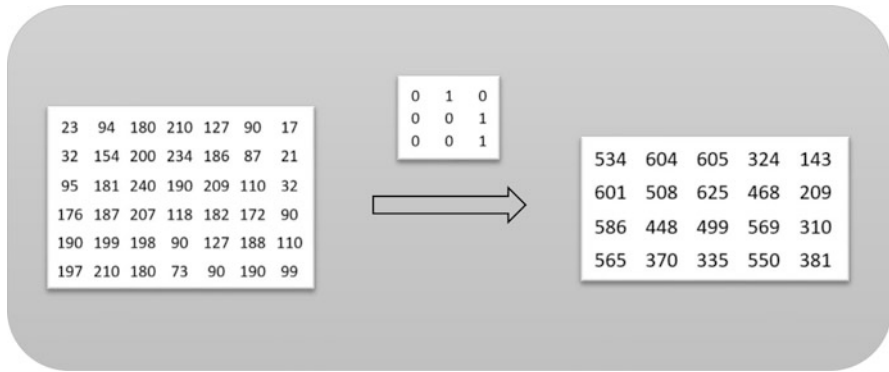 23 94 180 210 127 90 17
32 154 200 234 186 87 21
95 181 240 190 209 110 32
176 187 207 118 182 172 90
190 199 198 90 127 188 110
197 210 180 73 90 190 99
0 1 0
0 0 1
0 0 1
534 604 605 324 143
601 508 625 468 209
586 448 499 569 310
565 370 335 550 381